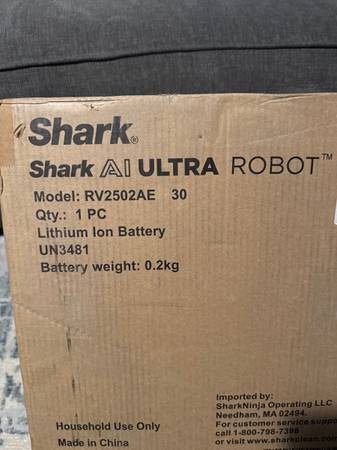 Shark®
Shark AI ULTRA ROBOT™
Model: RV2502AE 30
Qty.: 1 PC
Lithium Ion Battery
UN3481
Battery weight: 0.2kg
Imported by:
SharkNinja Operating LLC
Needham, MA 02494.
For customer service
call 1-800-798-7398
or visit www.sharkclean.
Household Use Only
Made in China